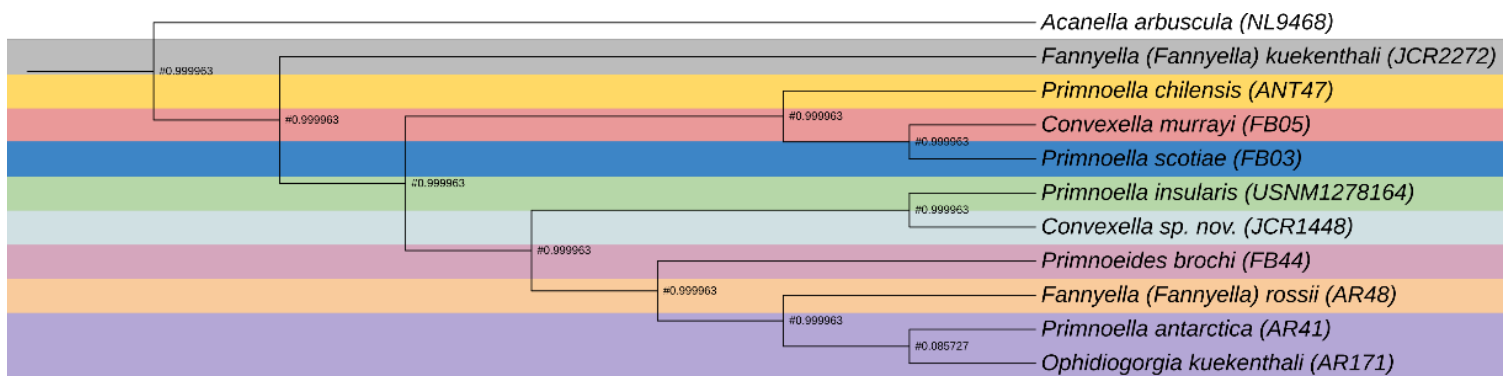 Acanella arbuscula (NL9468)
#0.999963
Fannyella (Fannyella) kuekenthali (JCR2272)
#0.999963
Primnoella chilensis (ANT47)
#0.999963
Convexella murrayi (FB05)
#0.999963
Primnoella scotiae (FB03)
#0.999963
Primnoella insularis (USNM1278164)
#0.999963
Convexella sp. nov. (JCR1448)
#0.999963
Primnoeides brochi (FB44)
#0.999963
Fannyella (Fannyella) rossii (AR48)
#0.999963
Primnoella antarctica (AR41)
#0.085727
Ophidiogorgia kuekenthali (AR171)